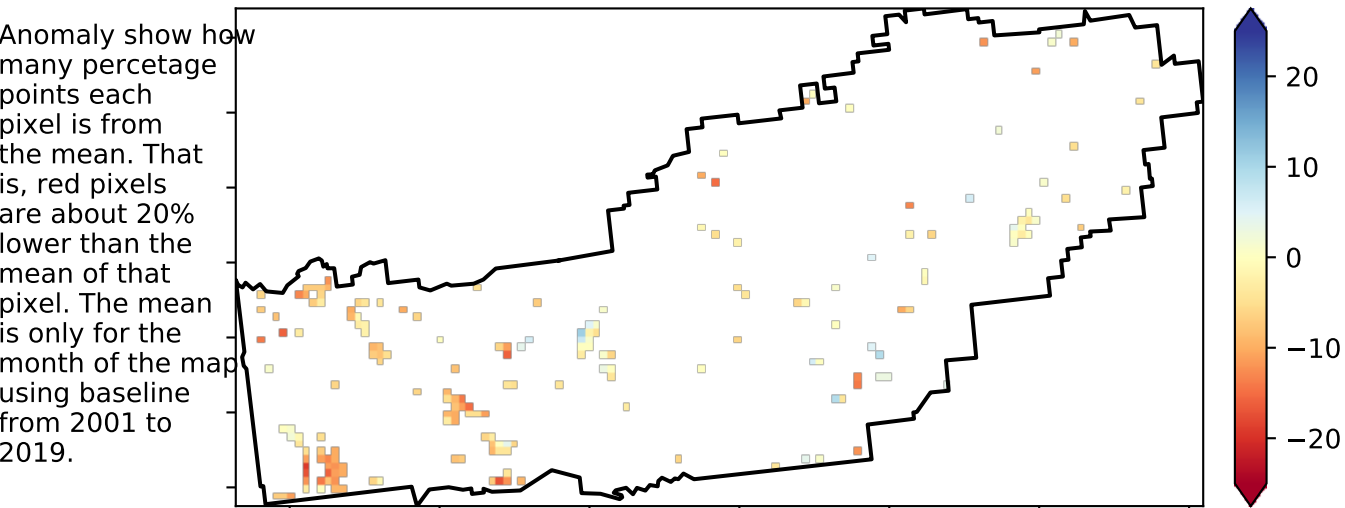 Anomaly show how
many percetage
points each
pixel is from
the mean. That
is, red pixels
are about 20%
lower than the
mean of that
pixel. The mean
is only for the
month of the map
using baseline
from 2001 to
2019.
20
10
0
−10
−20